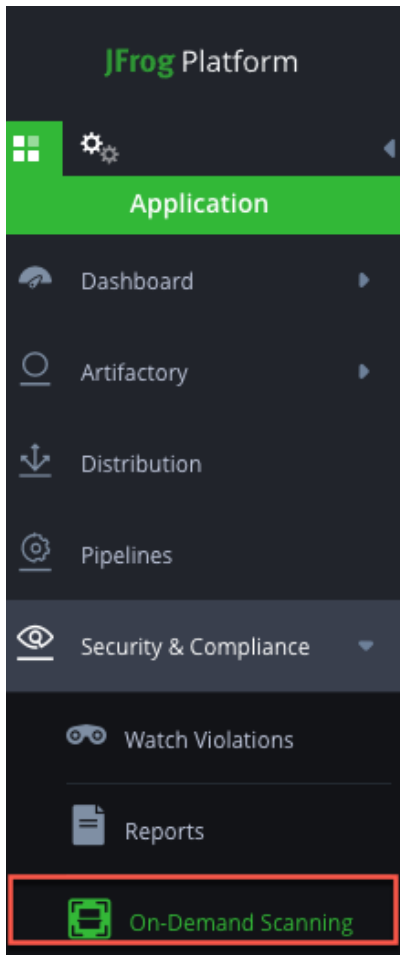 JFrog Platform
Application
Dashboard
Artifactory
Distribution
Pipelines
Security & Compliance
Watch Violations
Reports
On-Demand Scanning